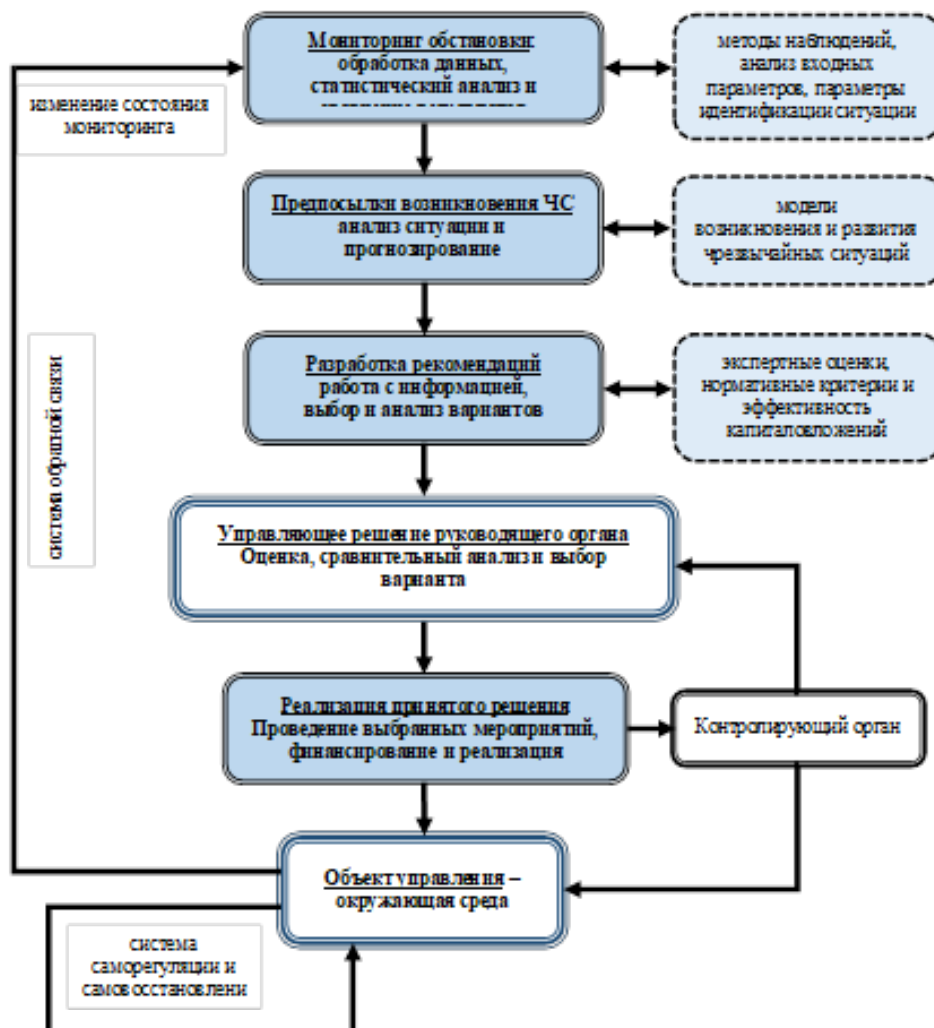 Мониторинг обстановки
обработка данных,
статистический анализ и
методы наблюдений,
анализ входных
параметров, параметры
идентификации ситуации
изменение состояния
мониторинга
Предпосылки возникновения ЧС
анализ ситуации и
прогнозирование
модели
возникновения и развития
чрезвычайных ситуаций
Разработка рекомендаций
работа с информацией,
выбор и анализ вариантов
экспертные оценки,
нормативные критерии и
эффективность
капиталовложений
система обратной связи
Управляющее решение руководящего органа
Оценка, сравнительный анализ и выбор
варианта
Реализация принятого решения
Проведение выбранных мероприятий,
финансирование и реализация
Контролирующий орган
Объект управления –
окружающая среда
система
саморегуляции и
самовосстановлени